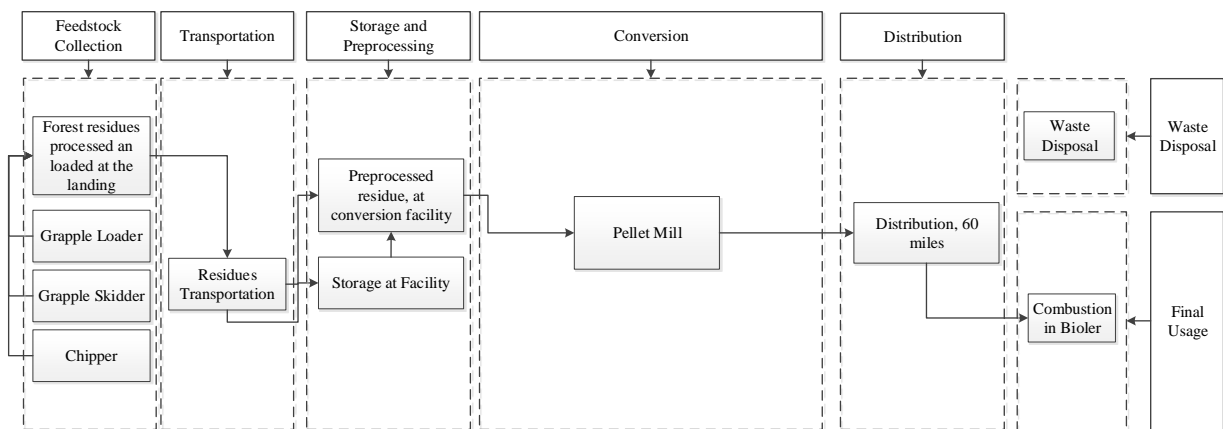 Feedstock
Collection
Transportation
Storage and
Preprocessing
Conversion
Distribution
Forest residues
processed an
loaded at the
landing
Grapple Loader
Grapple Skidder
Chipper
Residues
Transportation
Preprocessed
residue, at
conversion facility
Storage at Facility
Pellet Mill
Distribution, 60
miles
Waste
Disposal
Waste
Disposal
Combustion
in Bioler
Final
Usage